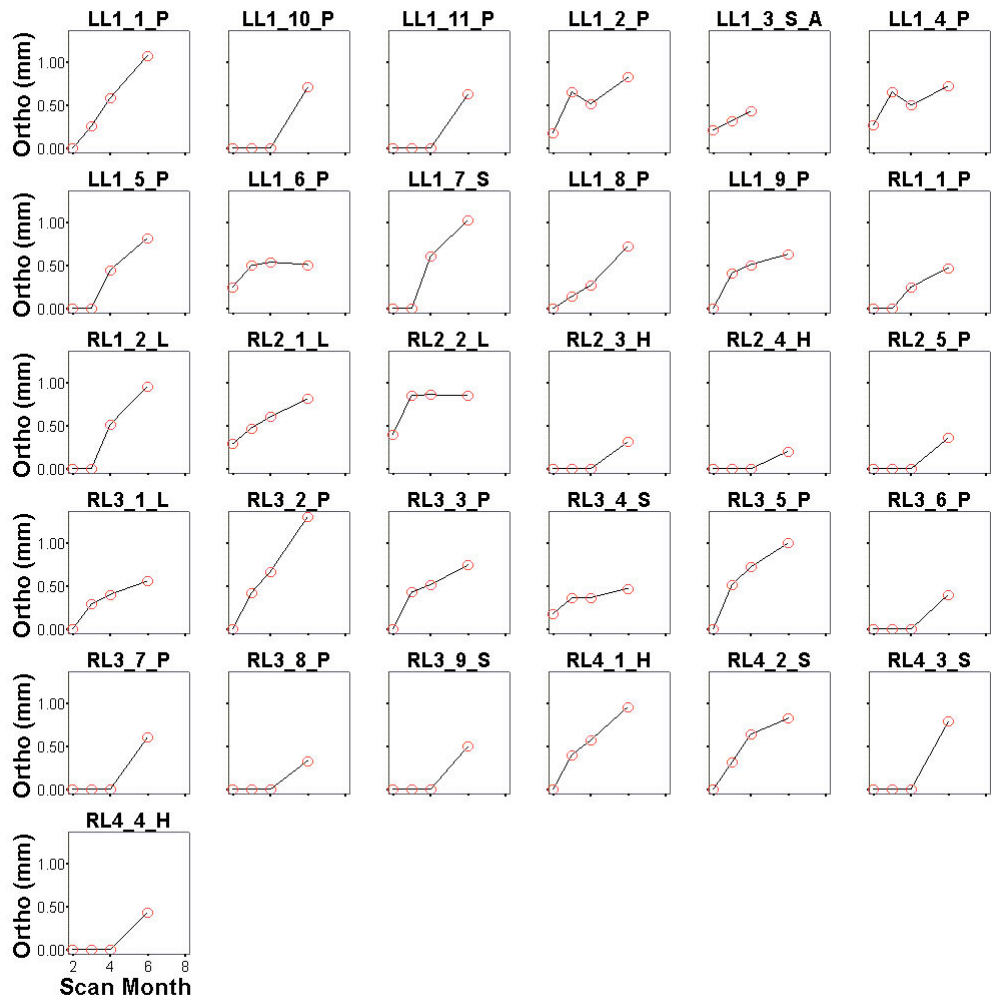 LL1_1_P LL1_10_P LL1_11_P LL1_2_P LL1_3_S_A LL1_4_P
Ortho (mm)
1.00
0.50
0.00
LL1_5_P LL1_6_P LL1_7_S LL1_8_P LL1_9_P RL1_1_P
Ortho (mm)
1.00
0.50
0.00
RL1_2_L RL2_1_L RL2_2_L RL2_3_H RL2_4_H RL2_5_P
Ortho (mm)
1.00
0.50
0.00
RL3_1_L RL3_2_P RL3_3_P RL3_4_S RL3_5_P RL3_6_P
Ortho (mm)
1.00
0.50
0.00
RL3_7_P RL3_8_P RL3_9_S RL4_1_H RL4_2_S RL4_3_S
Ortho (mm)
1.00
0.50
0.00
RL4_4_H
Ortho (mm)
1.00
0.50
0.00
2 4 6 8
Scan Month